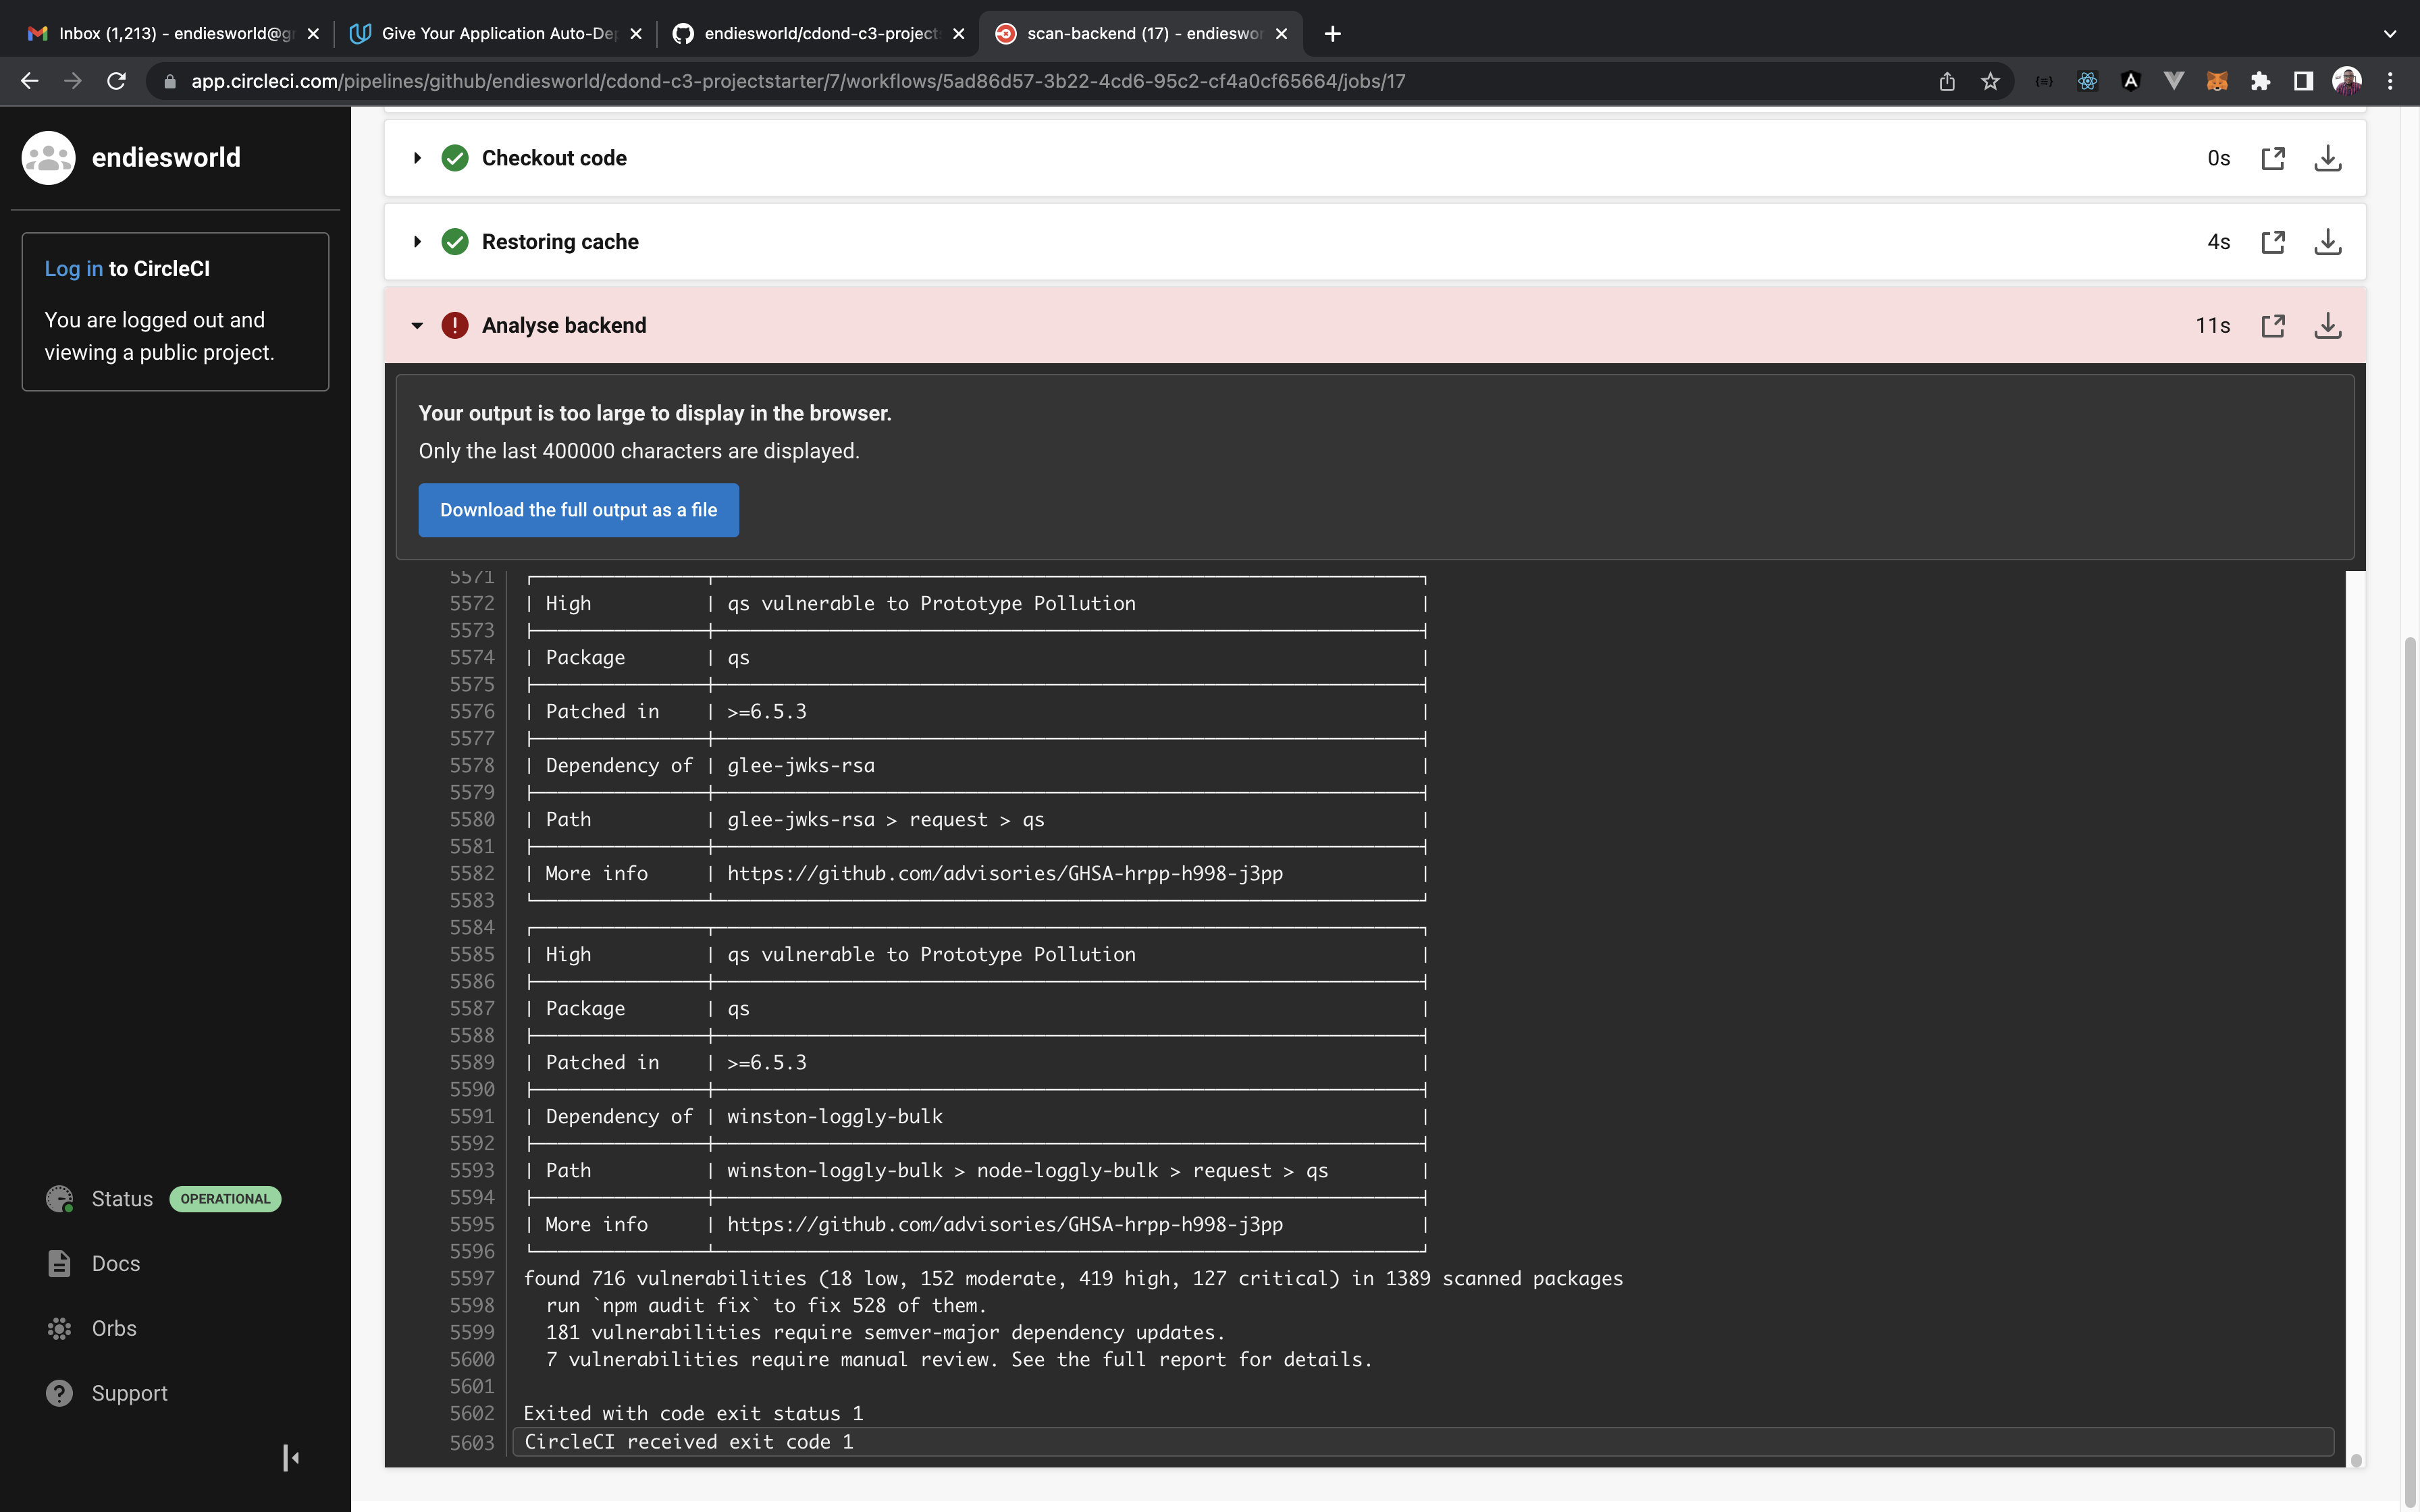 Inbox (1,213) - endiesworld@g
Give Your Application Auto-De
endiesworld/cdond-c3-project
scan-backend (17) - endieswor
app.circleci.com/pipelines/github/endiesworld/cdond-c3-projectstarter/7/workflows/5ad86d57-3b22-4cd6-95c2-cf4a0cf65664/jobs/17
endiesworld
Log in to CircleCI
You are logged out and
viewing a public project.
Status OPERATIONAL
Docs
Orbs
Support
Checkout code 0s
Restoring cache 4s
Analyse backend 11s
Your output is too large to display in the browser.
Only the last 400000 characters are displayed.
Download the full output as a file
5571
5572 | High | qs vulnerable to Prototype Pollution |
5573
5574 | Package | qs |
5575
5576 | Patched in | >=6.5.3 |
5577
5578 | Dependency of | glee-jwks-rsa |
5579
5580 | Path | glee-jwks-rsa > request > qs |
5581
5582 | More info | https://github.com/advisories/GHSA-hrpp-h998-j3pp |
5583
5584
5585 | High | qs vulnerable to Prototype Pollution |
5586
5587 | Package | qs |
5588
5589 | Patched in | >=6.5.3 |
5590
5591 | Dependency of | winston-loggly-bulk |
5592
5593 | Path | winston-loggly-bulk > node-loggly-bulk > request > qs |
5594
5595 | More info | https://github.com/advisories/GHSA-hrpp-h998-j3pp |
5596
5597 found 716 vulnerabilities (18 low, 152 moderate, 419 high, 127 critical) in 1389 scanned packages
5598 run `npm audit fix` to fix 528 of them.
5599 181 vulnerabilities require semver-major dependency updates.
5600 7 vulnerabilities require manual review. See the full report for details.
5601
5602 Exited with code exit status 1
5603 CircleCI received exit code 1